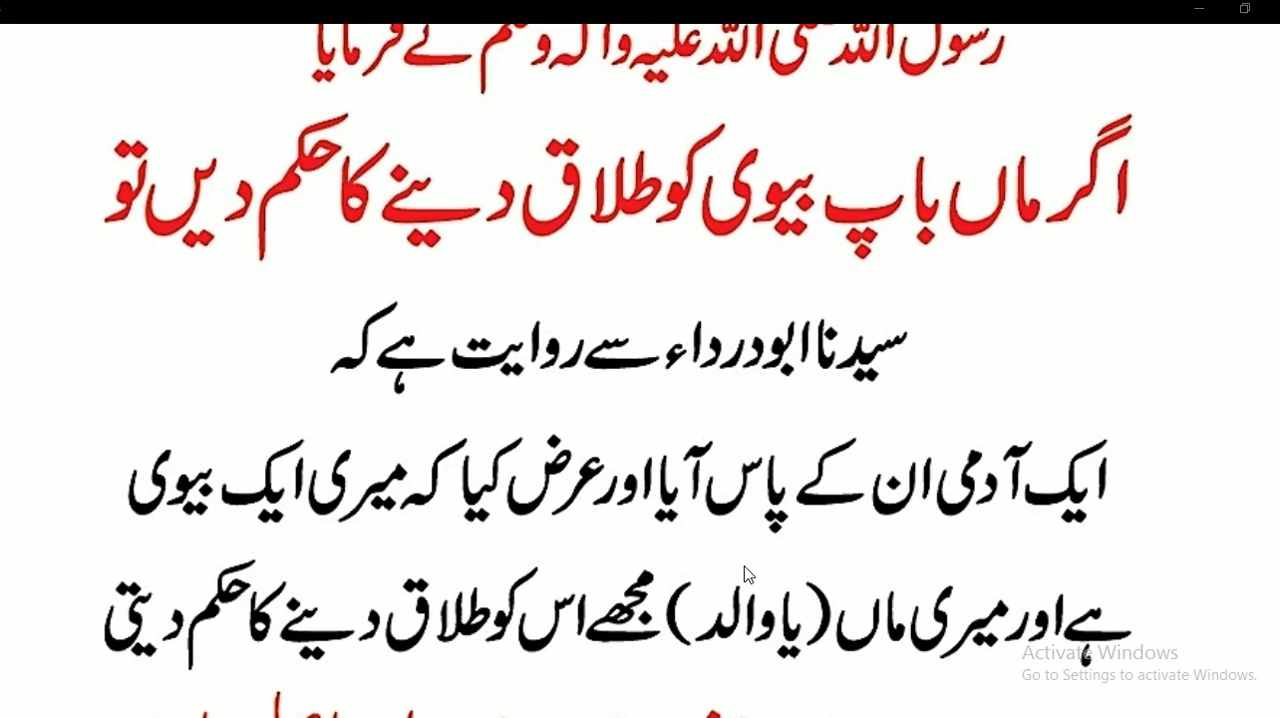 رسول اللہ صلی اللہ علیہ وآلہ وسلم نے فرمایا
اگر ماں باپ بیوی کو طلاق دینے کا حکم دیں تو
سیدنا ابودرداء سے روایت ہے کہ
ایک آدمی ان کے پاس آیا اور عرض کیا کہ میری ایک بیوی
ہے اور میری ماں (یا والد) مجھے اس کو طلاق دینے کا حکم دیتی
Activate Windows
Go to Settings to activate Windows.